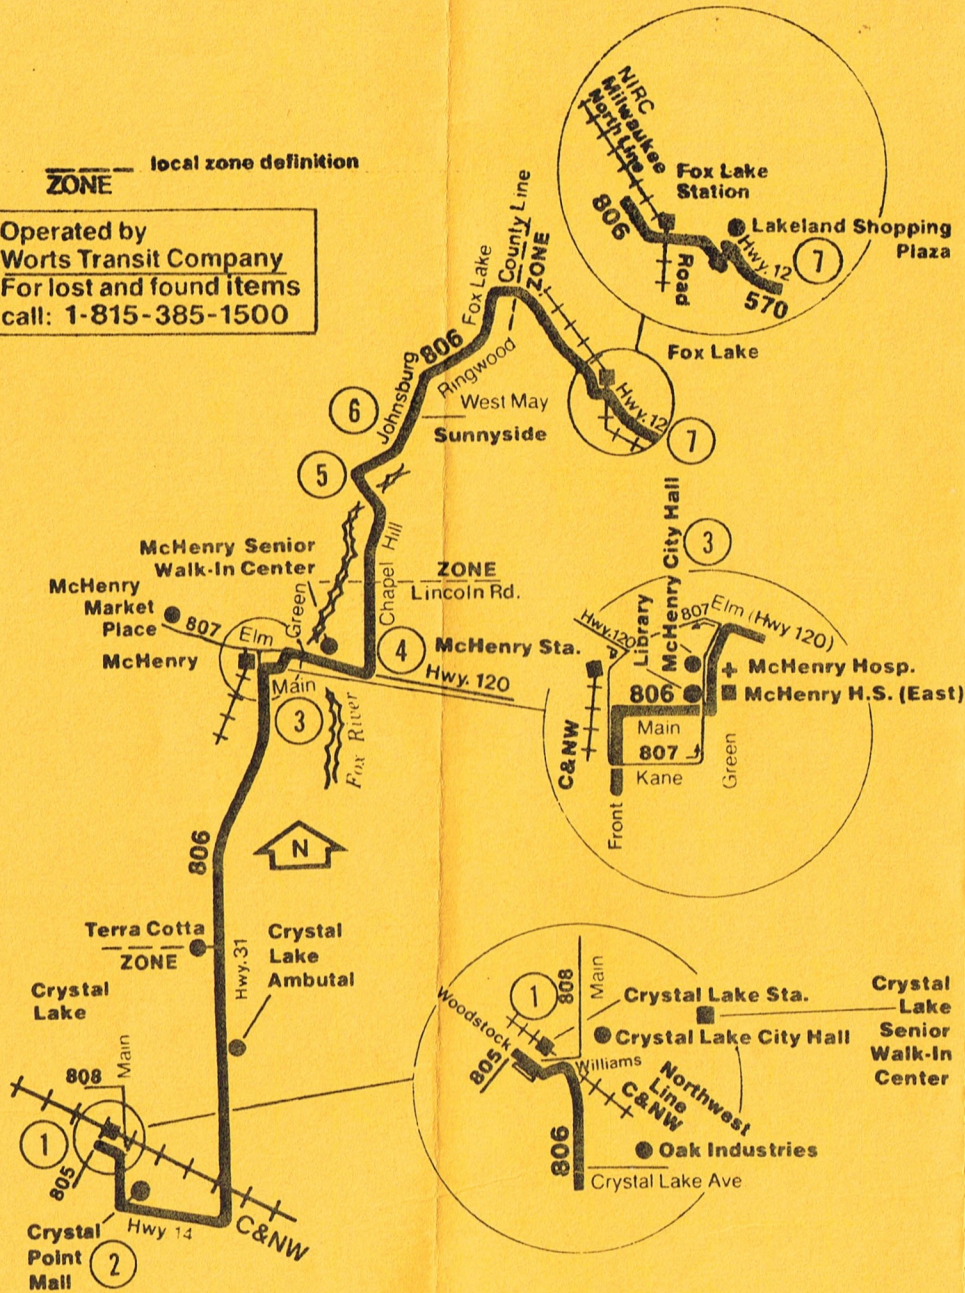 local zone definition
ZONE
Operated by
Worts Transit Company
For lost and found items
call: 1-815-385-1500
NIRC
Milwaukee
North Line
Fox Lake
Station
806
Lakeland Shopping
Plaza
Hwy. 12
7
Road
570
Fox Lake
County Line
ZONE
Fox Lake
806
Ringwood
Johnsburg
6
West May
Sunnyside
5
Hwy. 12
7
McHenry Senior
Walk-In Center
Chapel Hill
ZONE
Lincoln Rd.
McHenry
Market
Place
807
Elm
Green
McHenry
Main
3
4
McHenry Sta.
Hwy. 120
Fox River
McHenry City Hall
Library
3
Hwy. 120
807
Elm (Hwy 120)
McHenry Hosp.
McHenry H.S. (East)
806
Main
807
Kane
Green
C&NW
Front
806
N
Terra Cotta
ZONE
Hwy. 31
Crystal
Lake
Ambutal
Crystal
Lake
Main
808
1
805
Crystal
Point
Mall
2
Hwy 14
C&NW
Woodstock
1
808
Main
Crystal Lake Sta.
Crystal Lake City Hall
Crystal
Lake
Senior
Walk-In
Center
805
Williams
Northwest
Line
C&NW
806
Oak Industries
Crystal Lake Ave